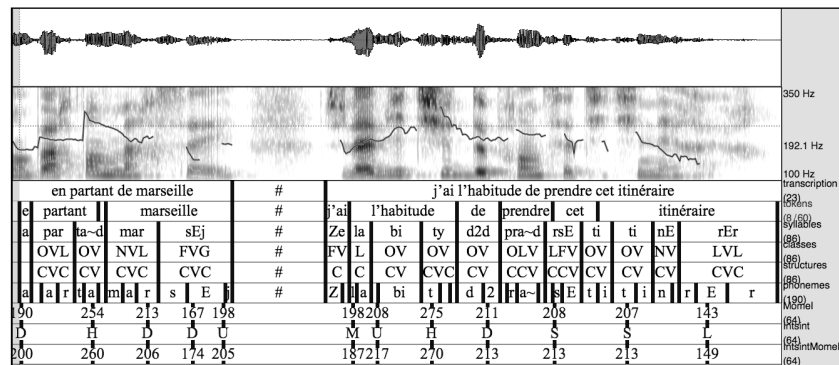 350 Hz
192.1 Hz
100 Hz
en partant de marseille # j'ai l'habitude de prendre cet itinéraire transcription (23)
e partant marseille # j'ai l'habitude de prendre cet itinéraire tokens (8 / 60)
a par ta~d mar sEj Ze la bi ty d2d pra~d rsE ti ti nE rEr syllables (86)
OVL OV NVL FVG # FV L OV OV OV OLV LFV OV OV NV LVL classes (86)
CVC CV CVC CVC # C C CV CVC CV CCV CCV CV CV CV CVC structures (86)
a a r t a m a r s E j # Z l a bi t d 2 r a~ s E t i t i n r E r phonemes (190)
190 254 213 167 198 198 208 275 211 208 207 143 Momel (64)
D H D D U M U H D S S L Intsint (64)
200 260 206 174 205 187 217 270 213 213 213 149 IntsintMomel (64)